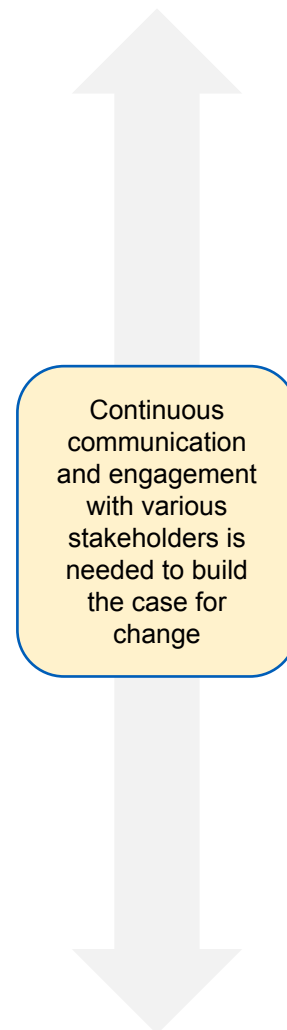 Continuous
communication
and engagement
with various
stakeholders is
needed to build
the case for
change